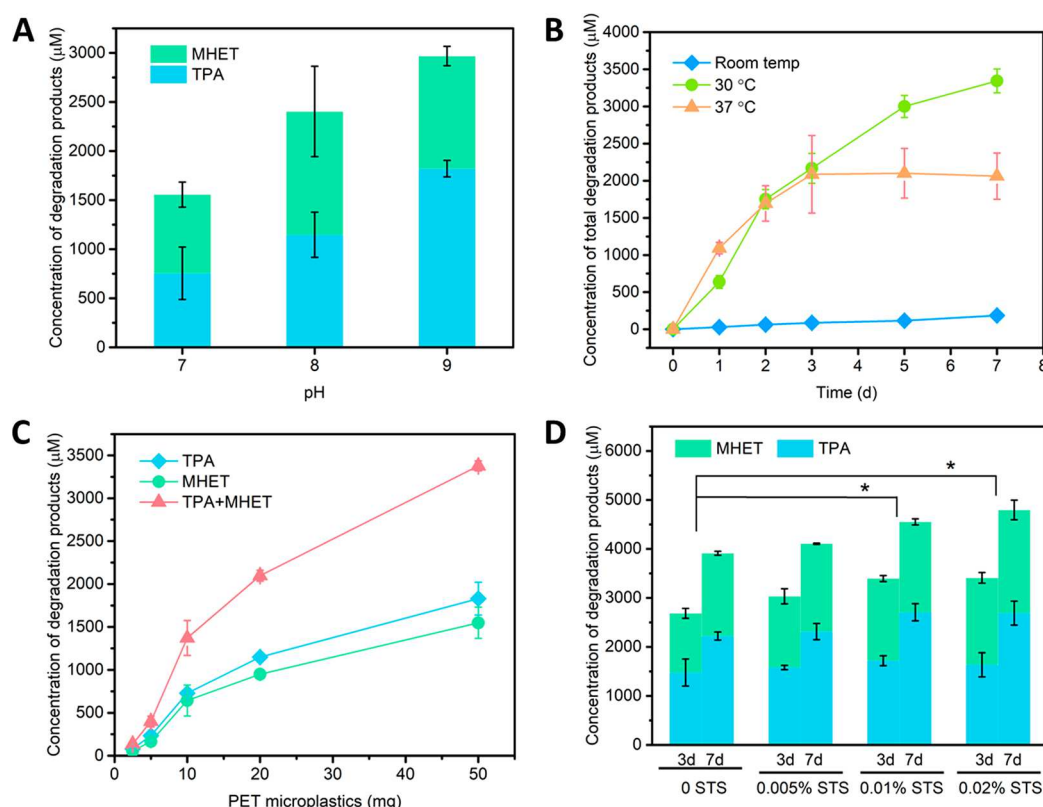 A
Concentration of degradation products (μM)
3000
2500
2000
1500
1000
500
0
MHET
TPA
7 8 9
pH
B
Concentration of total degradation products (μM)
4000
3500
3000
2500
2000
1500
1000
500
0
Room temp
30 °C
37 °C
0 1 2 3 4 5 6 7 8
Time (d)
C
Concentration of degradation products (μM)
3500
3000
2500
2000
1500
1000
500
0
TPA
MHET
TPA+MHET
0 10 20 30 40 50
PET microplastics (mg)
D
Concentration of degradation products (μM)
6000
5000
4000
3000
2000
1000
0
MHET TPA
*
*
3d 7d 3d 7d 3d 7d 3d 7d
0 STS 0.005% STS 0.01% STS 0.02% STS